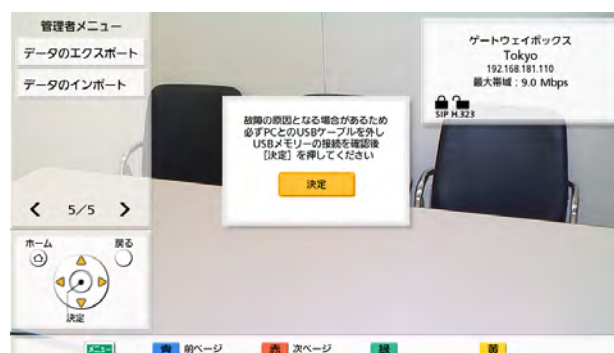 管理者メニュー
データのエクスポート
データのインポート
5/5
ホーム
戻る
決定
ゲートウェイボックス
Tokyo
192.168.181.110
最大帯域：9.0 Mbps
SIP H.323
故障の原因となる場合があるため
必ずPCとのUSBケーブルを外し
USBメモリーの接続を確認後
［決定］を押してください
決定
メニュー 青 前ページ 赤 次ページ 緑 黄